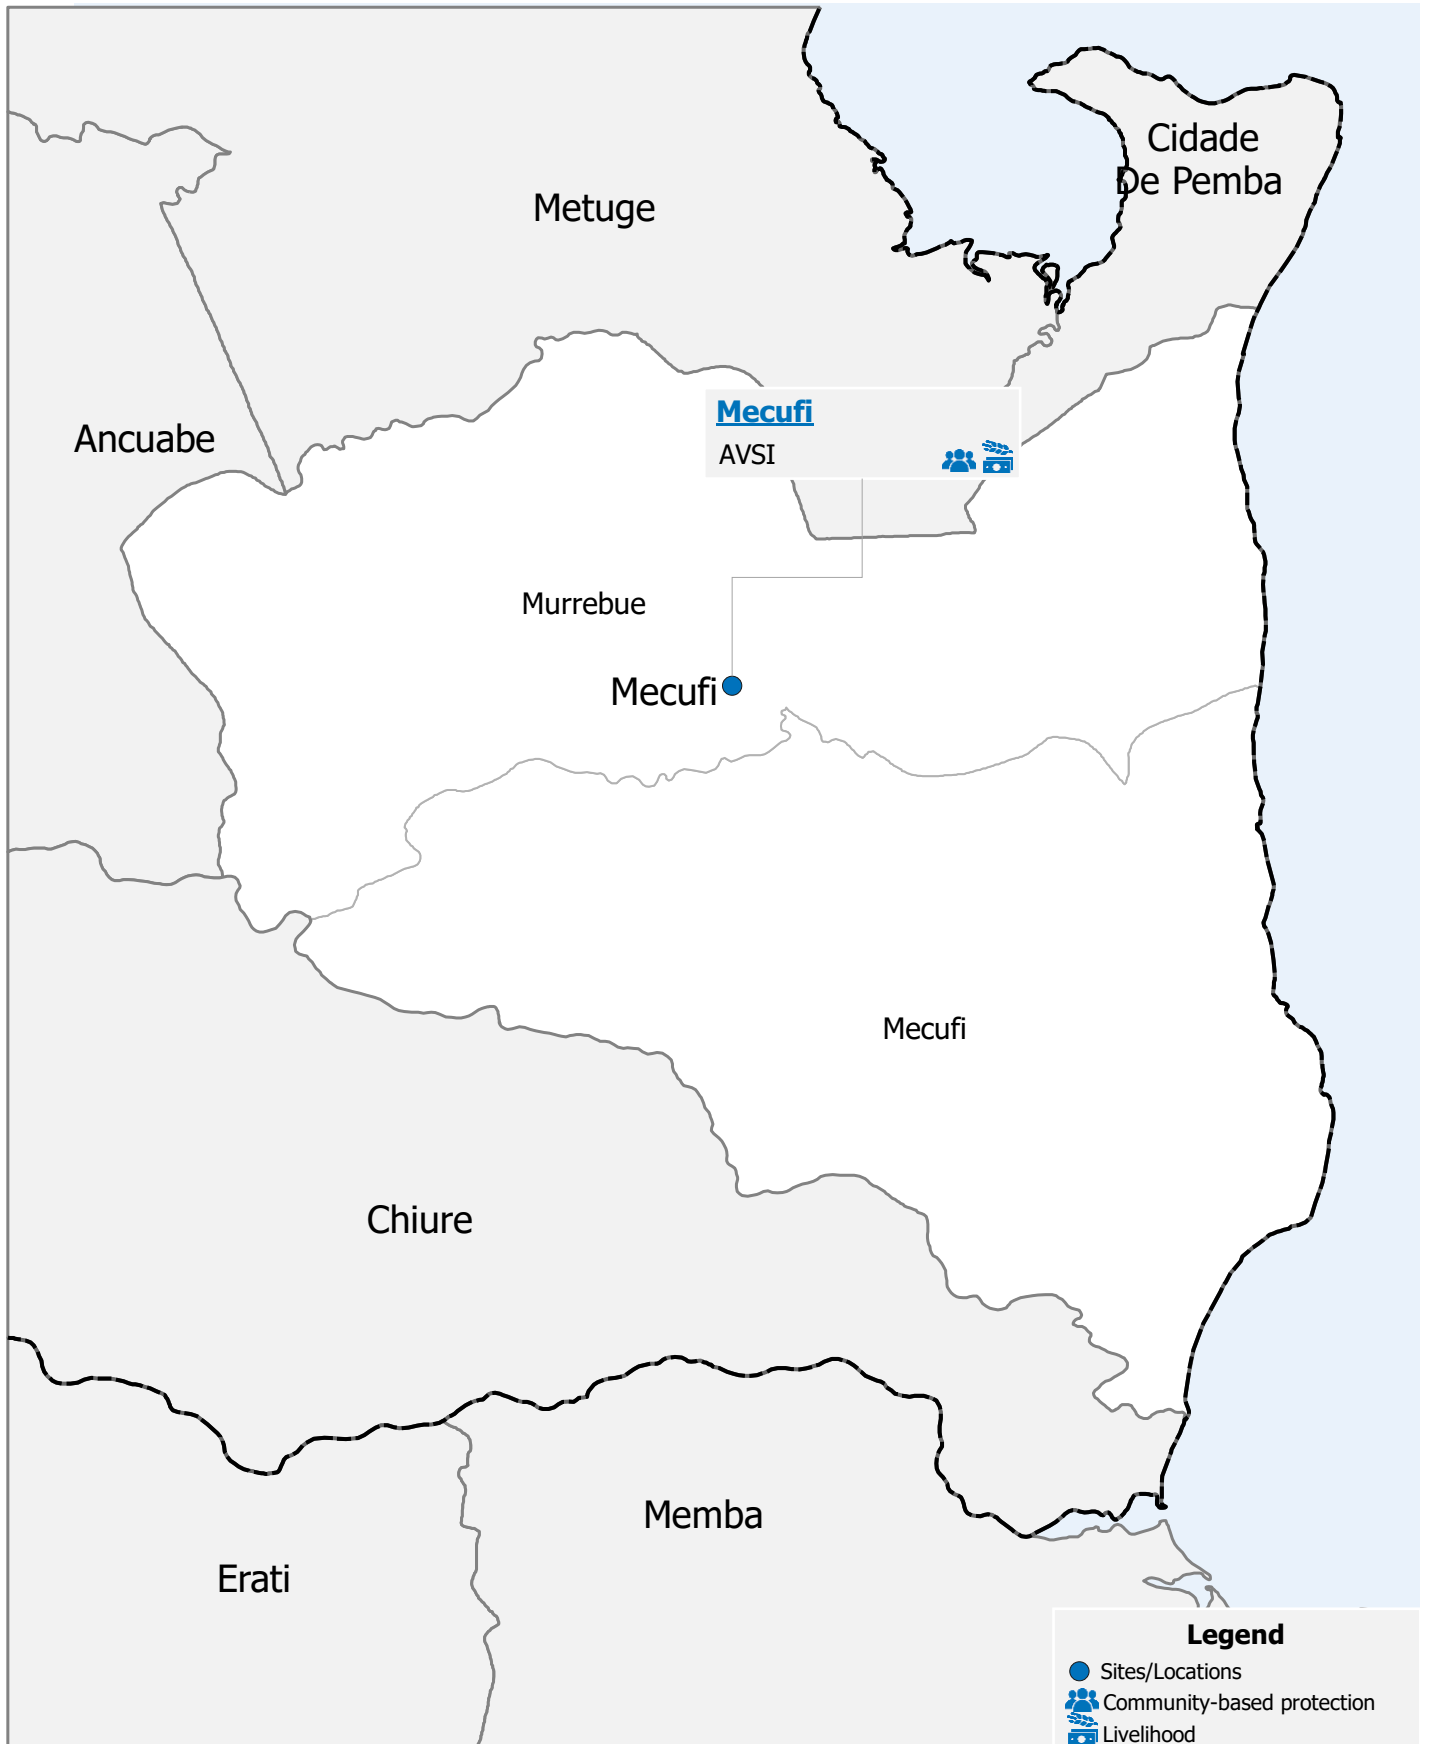 Cidade
De Pemba
Metuge
Mecufi
AVSI
Ancuabe
Murrebue
Mecufi
Mecufi
Chiure
Memba
Erati
Legend
Sites/Locations
Community-based protection
Livelihood